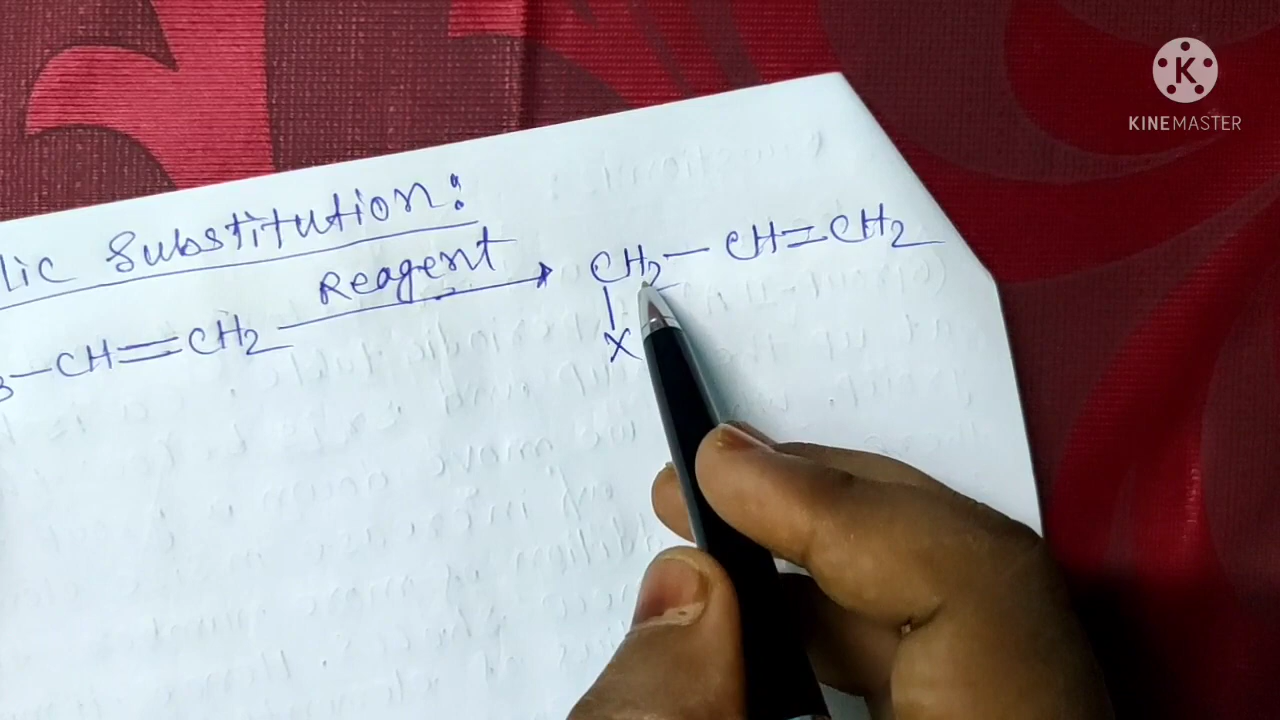 lic Substitution:
Reagent
3-CH=CH2
CH2-CH=CH2
|
X
K
KINEMASTER